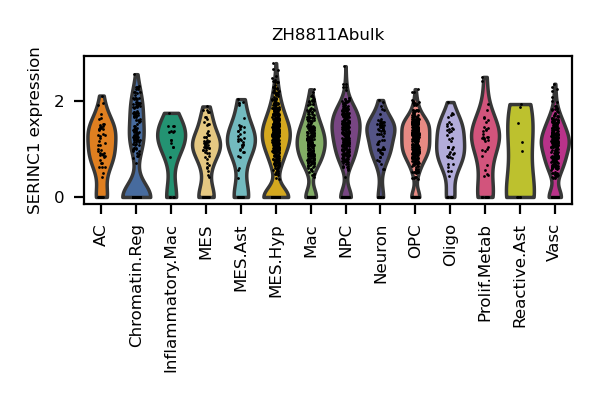 ZH8811Abulk
SERINC1 expression
2
0
AC
Chromatin.Reg
Inflammatory.Mac
MES
MES.Ast
MES.Hyp
Mac
NPC
Neuron
OPC
Oligo
Prolif.Metab
Reactive.Ast
Vasc